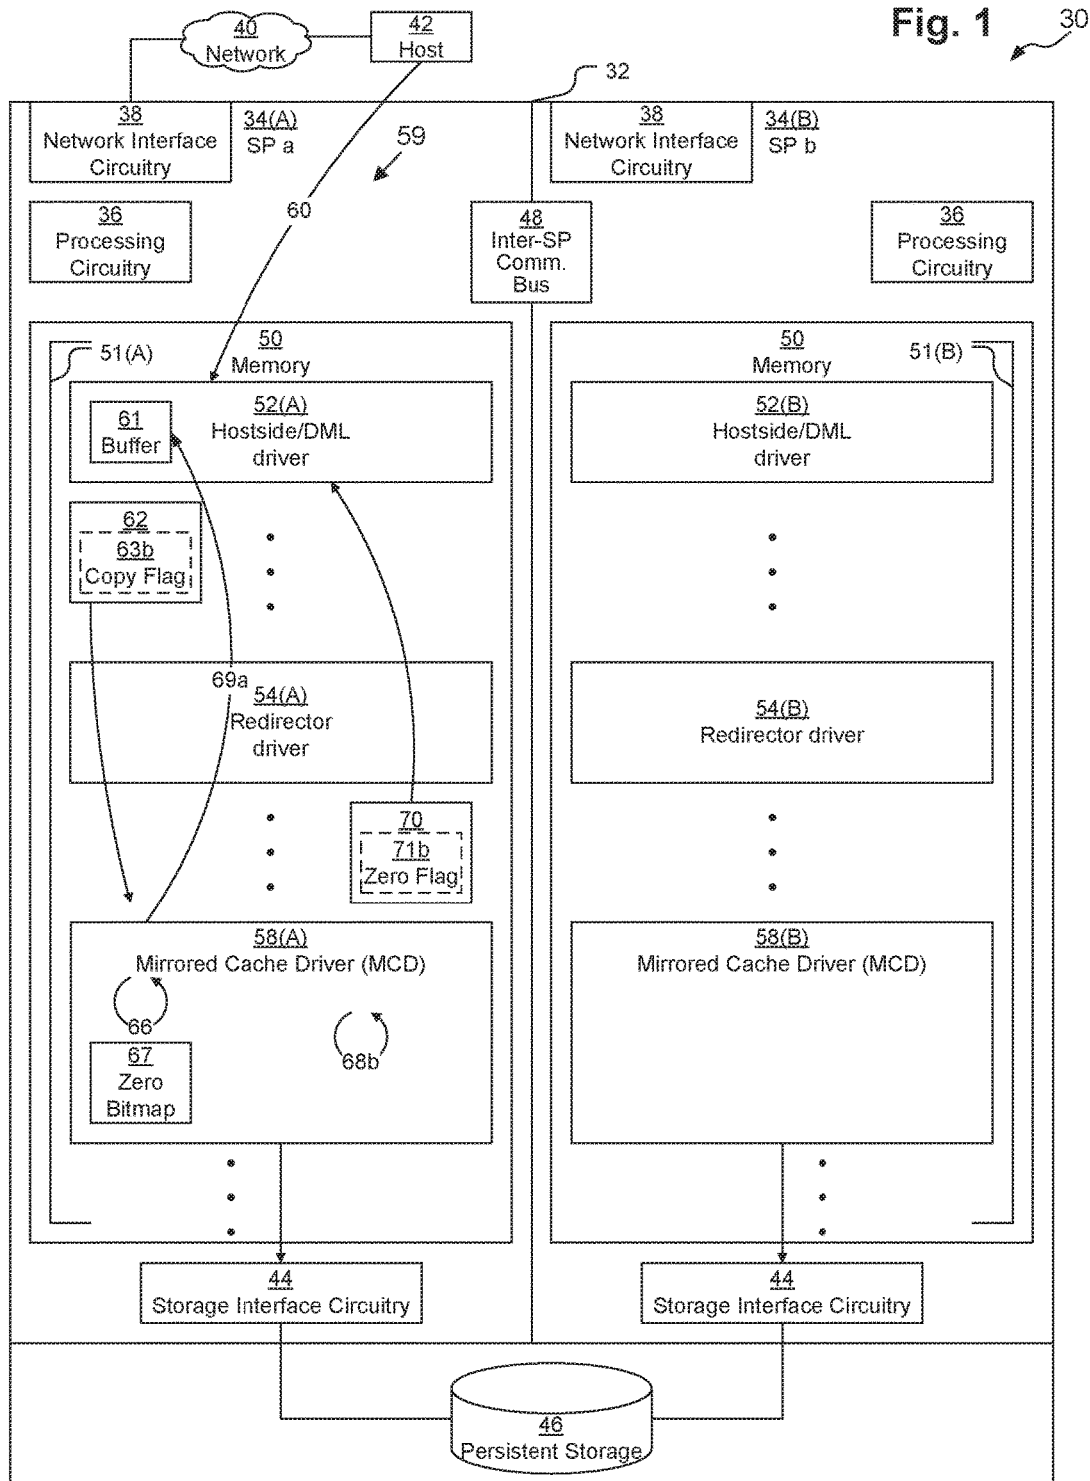 Fig. 1
30
40
Network
42
Host
32
38
Network Interface
Circuitry
34(A)
SP a
59
38
Network Interface
Circuitry
34(B)
SP b
36
Processing
Circuitry
60
48
Inter-SP
Comm.
Bus
36
Processing
Circuitry
50
Memory
51(A)
50
Memory
51(B)
61
Buffer
52(A)
Hostside/DML
driver
52(B)
Hostside/DML
driver
62
63b
Copy Flag
69a
54(A)
Redirector
driver
54(B)
Redirector driver
70
71b
Zero Flag
58(A)
Mirrored Cache Driver (MCD)
58(B)
Mirrored Cache Driver (MCD)
66
67
Zero
Bitmap
68b
44
Storage Interface Circuitry
44
Storage Interface Circuitry
46
Persistent Storage